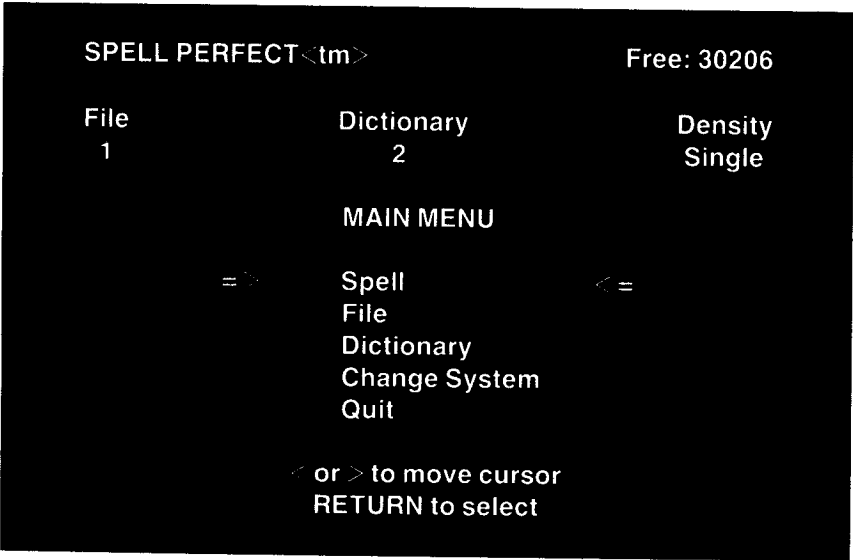 SPELL PERFECT<tm> Free: 30206
File Dictionary Density
1 2 Single
MAIN MENU
=> Spell <=
File
Dictionary
Change System
Quit
< or > to move cursor
RETURN to select